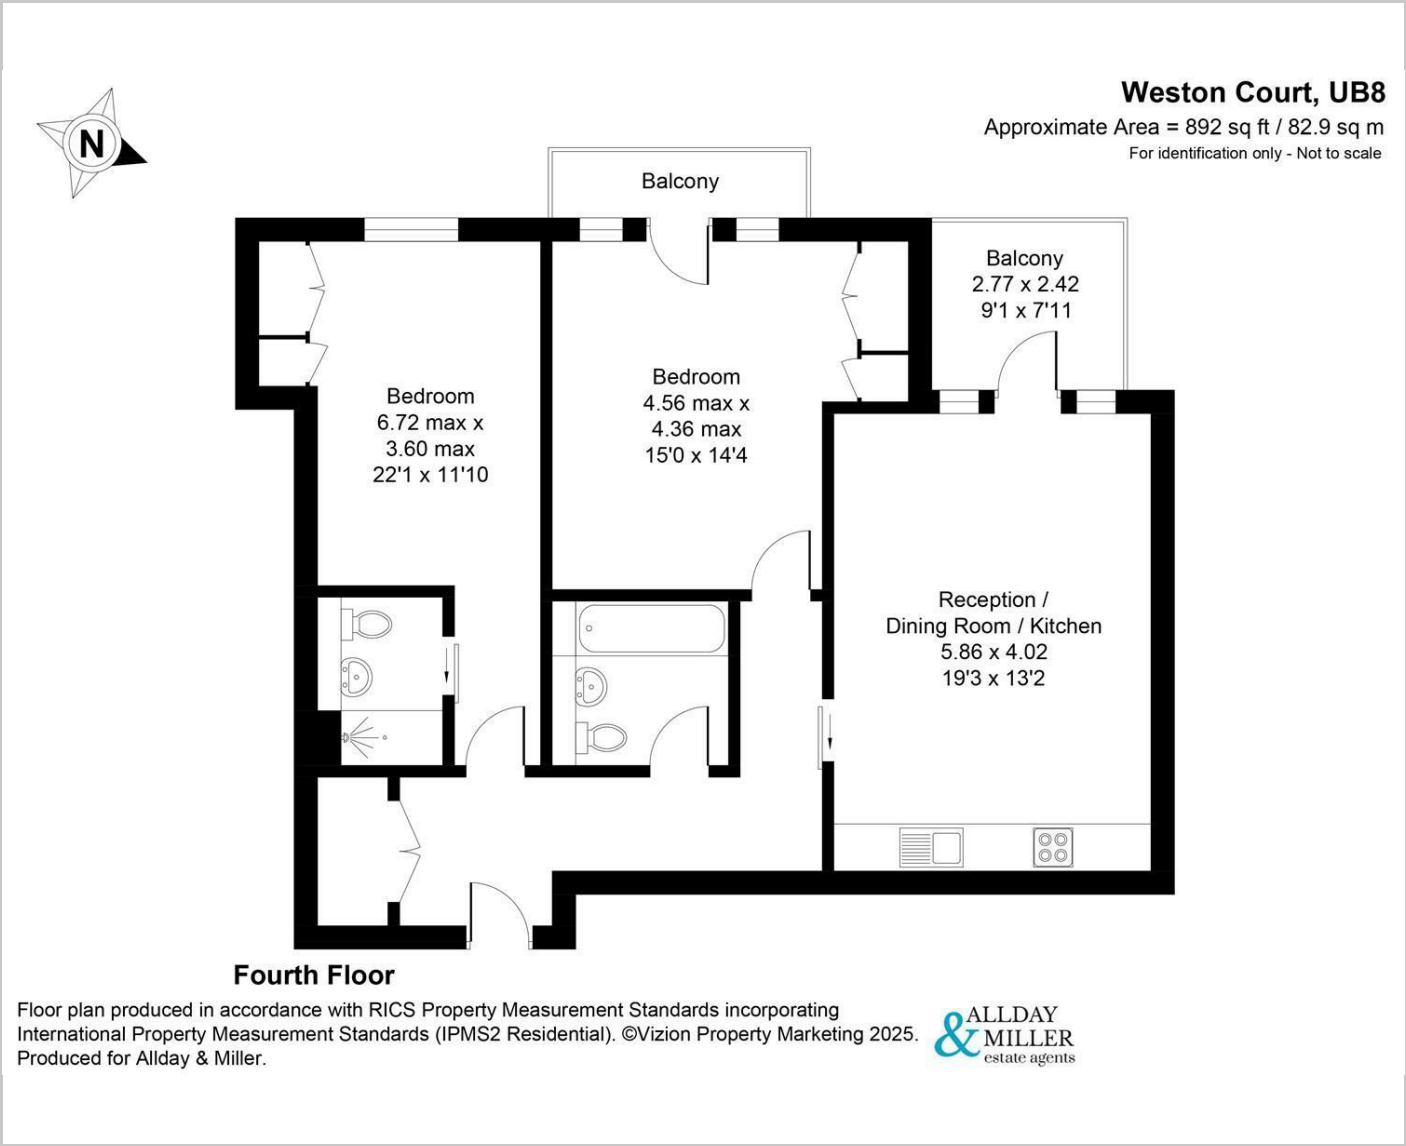 N
Weston Court, UB8
Approximate Area = 892 sq ft / 82.9 sq m
For identification only - Not to scale
Balcony
Balcony
2.77 x 2.42
9'1 x 7'11
Bedroom
6.72 max x
3.60 max
22'1 x 11'10
Bedroom
4.56 max x
4.36 max
15'0 x 14'4
Reception /
Dining Room / Kitchen
5.86 x 4.02
19'3 x 13'2
Fourth Floor
Floor plan produced in accordance with RICS Property Measurement Standards incorporating
International Property Measurement Standards (IPMS2 Residential). ©Vizion Property Marketing 2025.
Produced for Allday & Miller.
ALLDAY
& MILLER
estate agents